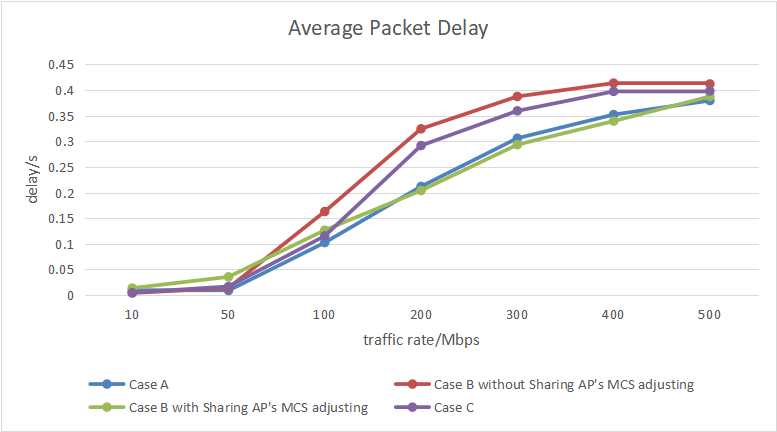 Average Packet Delay
0.45
0.4
0.35
0.3
0.25
0.2
0.15
0.1
0.05
0
delay/s
10 50 100 200 300 400 500
traffic rate/Mbps
Case A Case B without Sharing AP's MCS adjusting
Case B with Sharing AP's MCS adjusting Case C